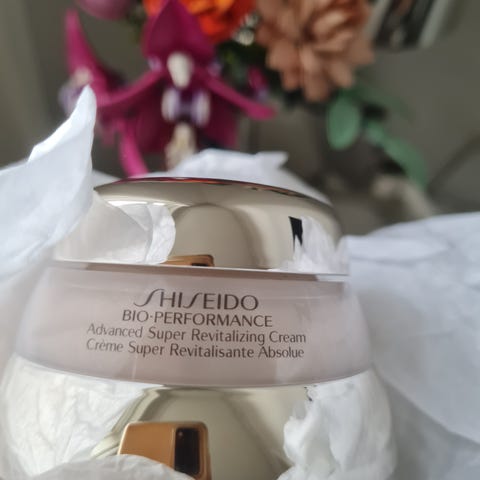 SHISEIDO
BIO-PERFORMANCE
Advanced Super Revitalizing Cream
Crème Super Revitalisante Absolue